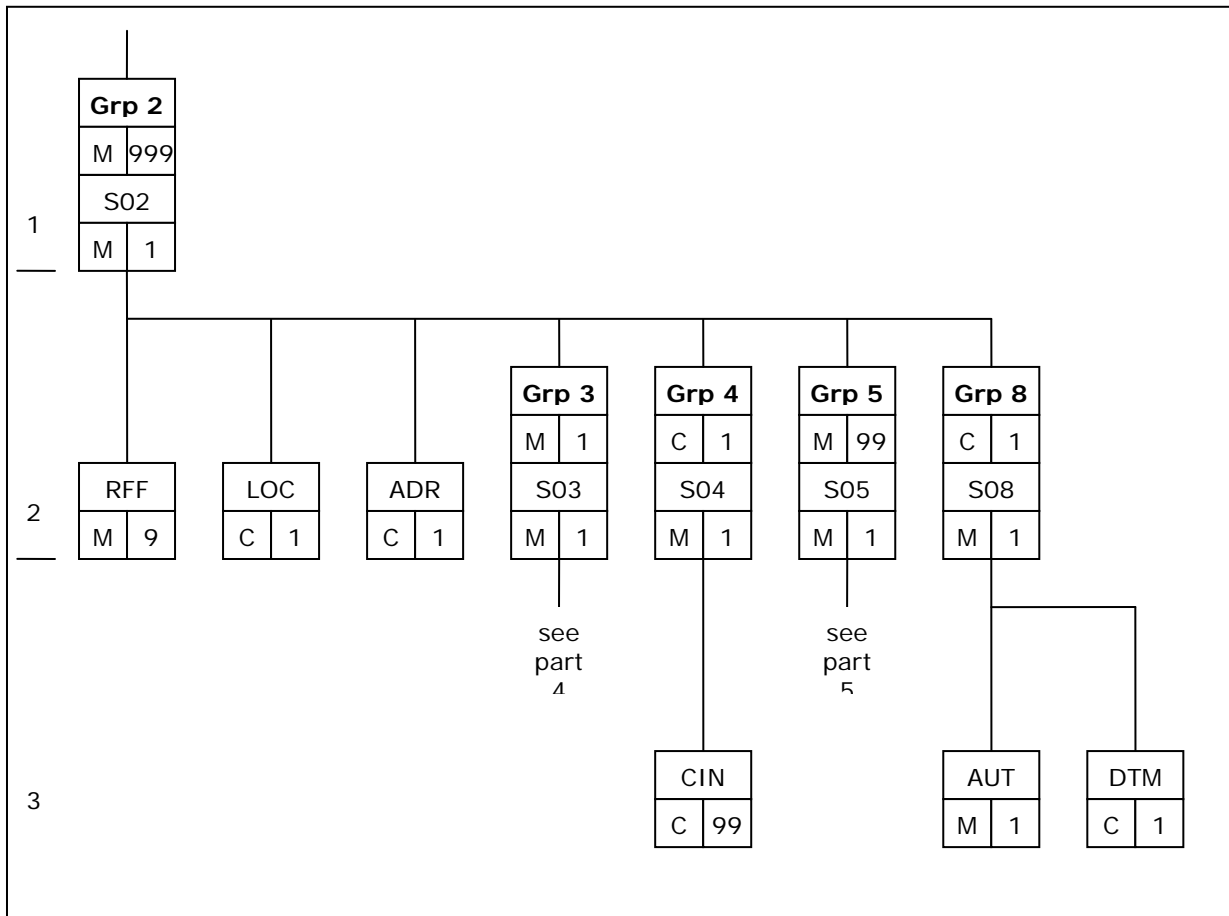 Grp 2
M 999
S02
1
M 1
Grp 3 Grp 4 Grp 5 Grp 8
M 1 C 1 M 99 C 1
RFF LOC ADR S03 S04 S05 S08
2
M 9 C 1 C 1 M 1 M 1 M 1 M 1
see see
part part
4 5
CIN AUT DTM
3
C 99 M 1 C 1